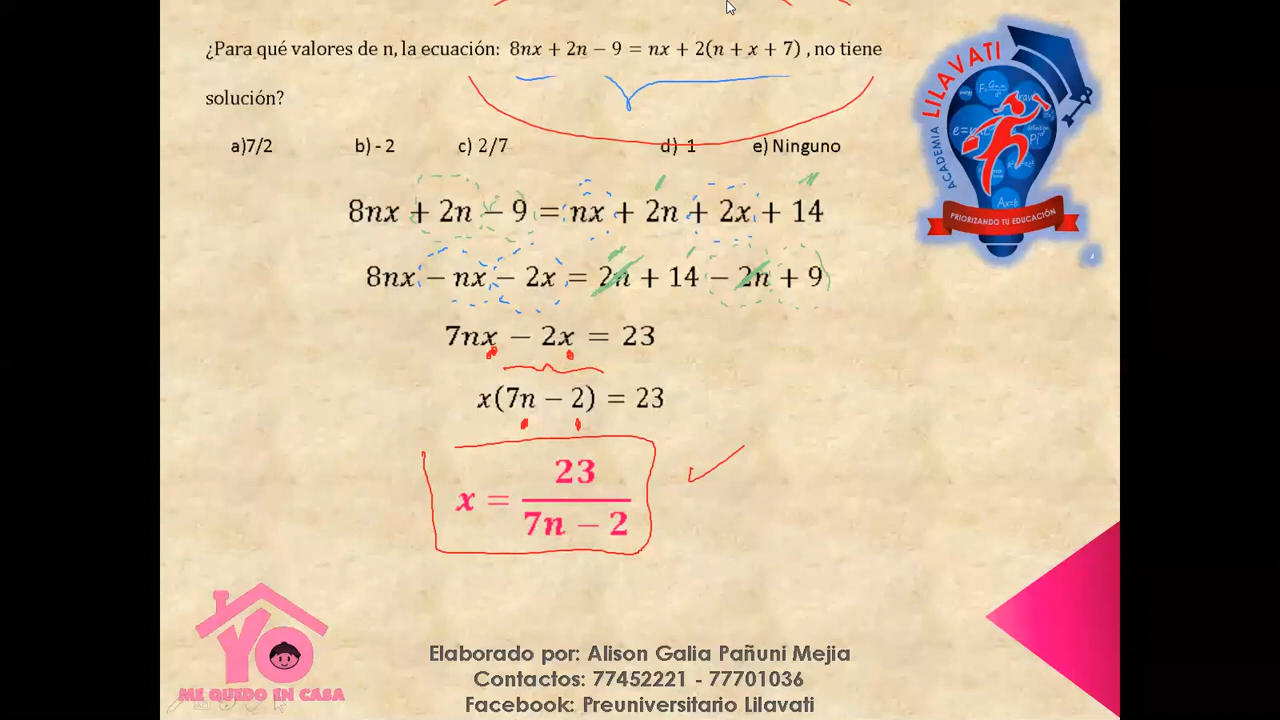 ¿Para qué valores de n, la ecuación: 8nx + 2n − 9 = nx + 2(n + x + 7) , no tiene
solución?
a)7/2 b) - 2 c) 2/7 d) 1 e) Ninguno
8nx + 2n − 9 = nx + 2n + 2x + 14
8nx − nx − 2x = 2n + 14 − 2n + 9
7nx − 2x = 23
x(7n − 2) = 23
x = 23 / (7n − 2)
ACADEMIA
LILAVATI
PRIORIZANDO TU EDUCACIÓN
YO
ME QUEDO EN CASA
Elaborado por: Alison Galia Pañuni Mejia
Contactos: 77452221 - 77701036
Facebook: Preuniversitario Lilavati